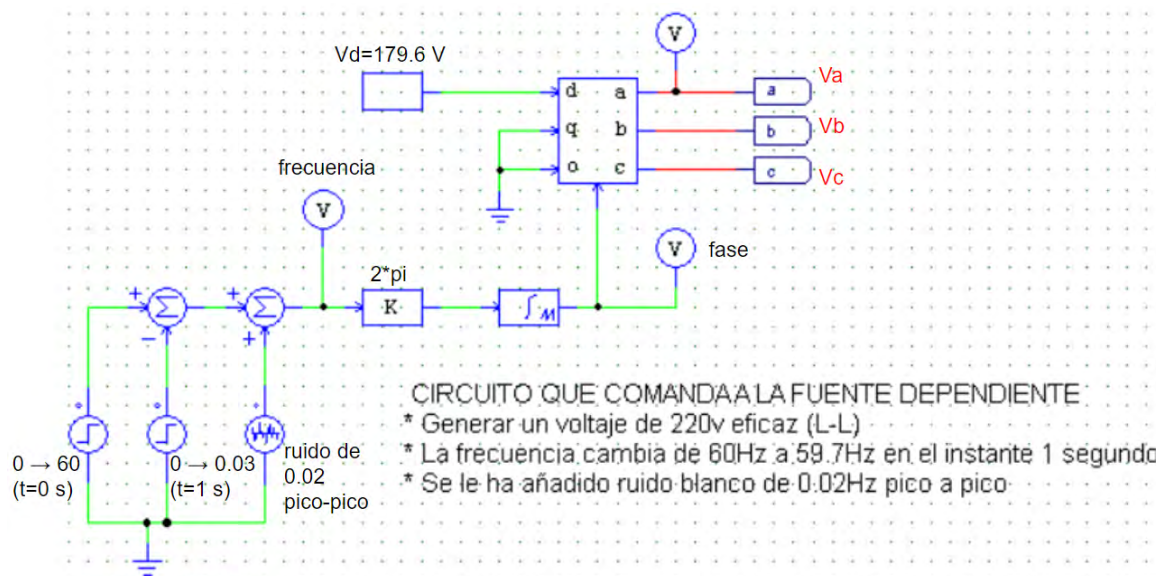 Vd=179.6 V
V
d a
a
Va
q b
b
Vb
o c
c
Vc
frecuencia
V
V
fase
2*pi
K
∫M
+ Σ
−
+ Σ
+
0 → 60
(t=0 s)
0 → 0.03
(t=1 s)
ruido de
0.02
pico-pico
CIRCUITO QUE COMANDA A LA FUENTE DEPENDIENTE
* Generar un voltaje de 220v eficaz (L-L)
* La frecuencia cambia de 60Hz a 59.7Hz en el instante 1 segundo
* Se le ha añadido ruido blanco de 0.02Hz pico a pico